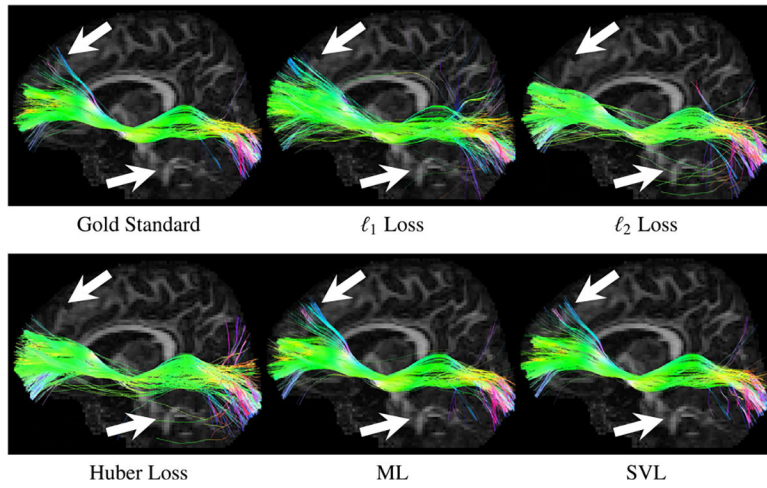 Gold Standard
ℓ₁ Loss
ℓ₂ Loss
Huber Loss
ML
SVL